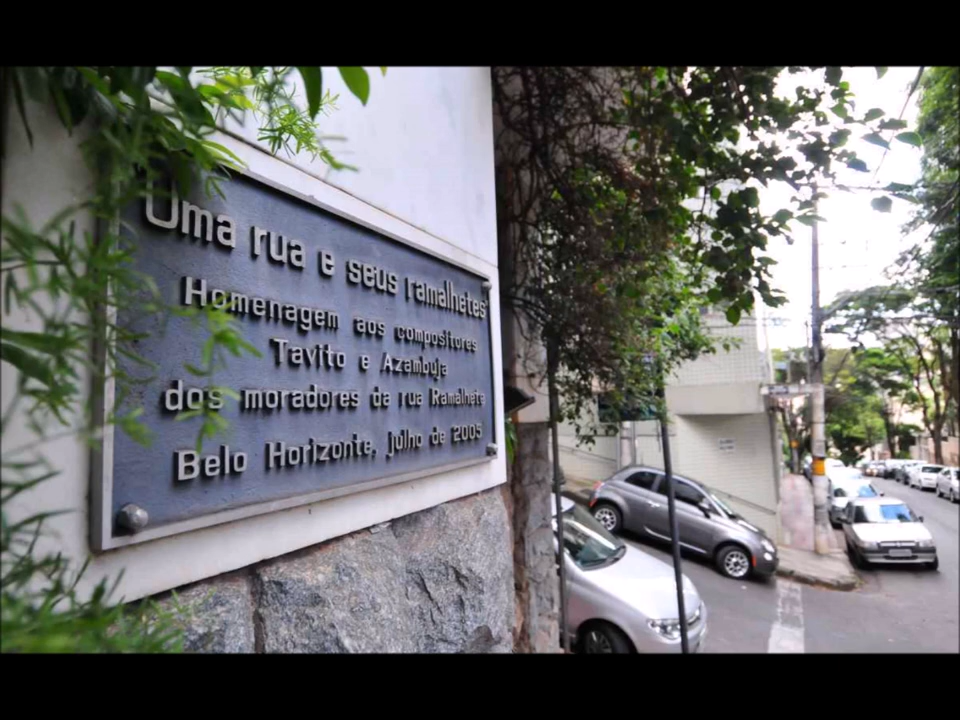 Uma rua e seus ramalhetes
Homenagem aos compositores
Tavito e Azambuja
dos moradores da rua Ramalhete
Belo Horizonte, julho de 2005